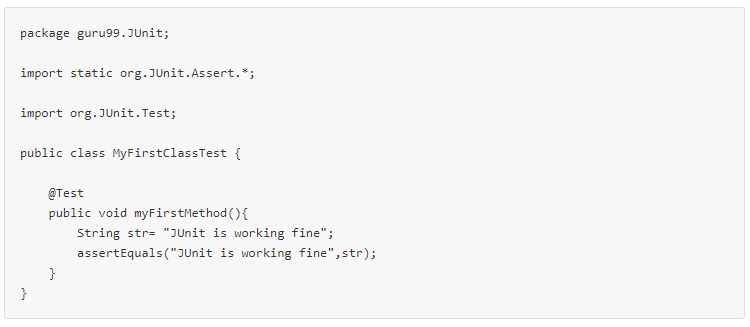 package guru99.JUnit;
import static org.JUnit.Assert.*;
import org.JUnit.Test;
public class MyFirstClassTest {
@Test
public void myFirstMethod(){
String str= "JUnit is working fine";
assertEquals("JUnit is working fine",str);
}
}